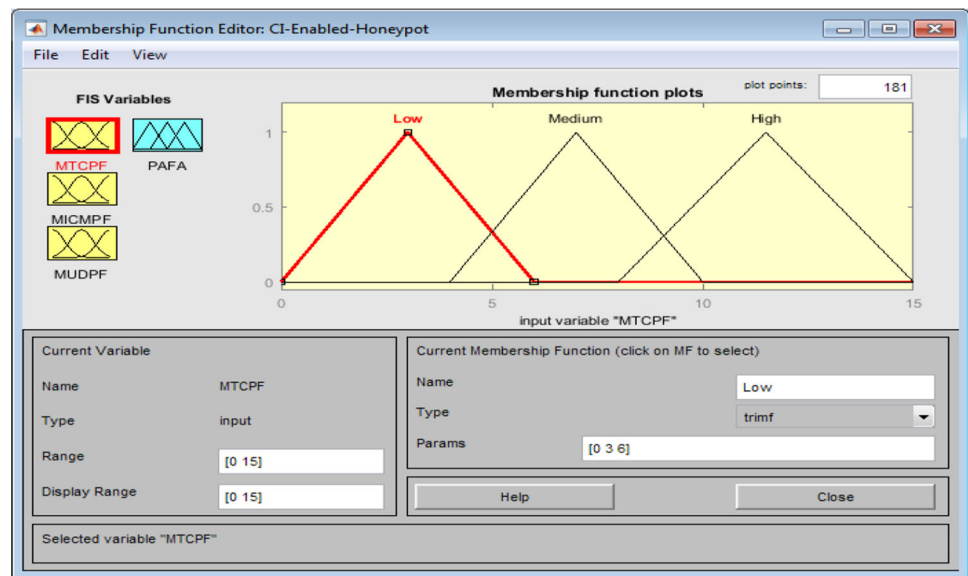 Membership Function Editor: CI-Enabled-Honeypot
File Edit View
FIS Variables
MTCPF PAFA
MICMPF
MUDPF
Membership function plots plot points: 181
Low Medium High
1
0.5
0
0 5 10 15
input variable "MTCPF"
Current Variable
Name MTCPF
Type input
Range [0 15]
Display Range [0 15]
Current Membership Function (click on MF to select)
Name Low
Type trimf
Params [0 3 6]
Help Close
Selected variable "MTCPF"